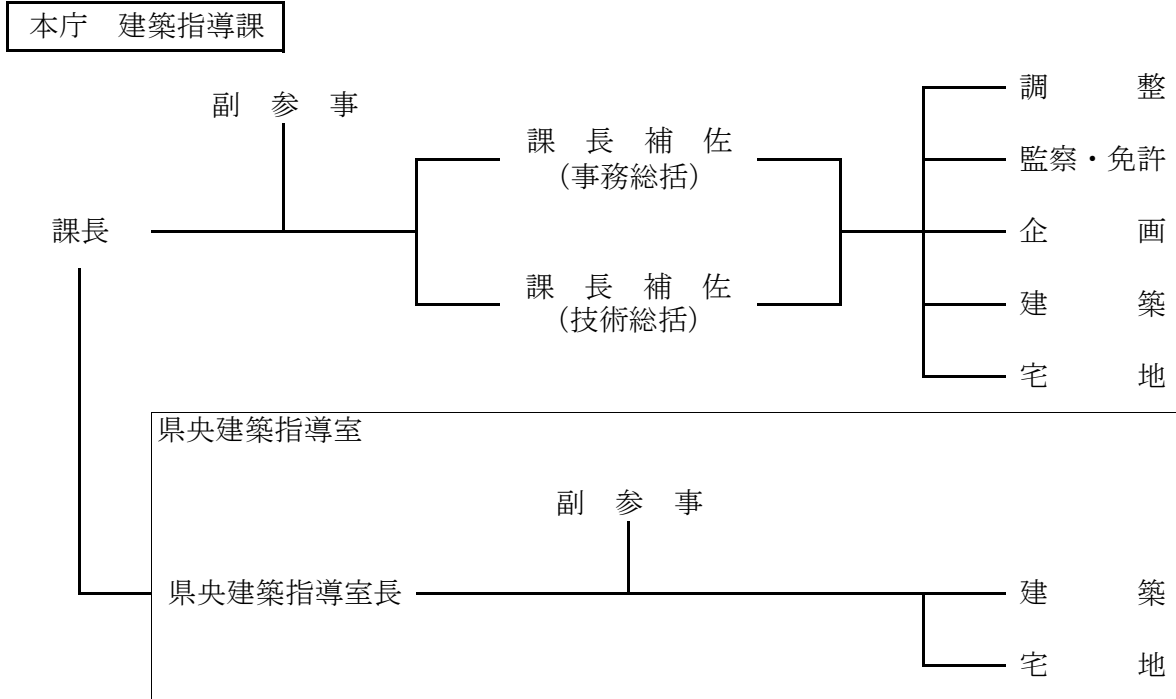 本庁　建築指導課
副　参　事
課長
課　長　補　佐
（事務総括）
課　長　補　佐
（技術総括）
調　　　整
監察・免許
企　　　画
建　　　築
宅　　　地
県央建築指導室
副　参　事
県央建築指導室長
建　　　築
宅　　　地